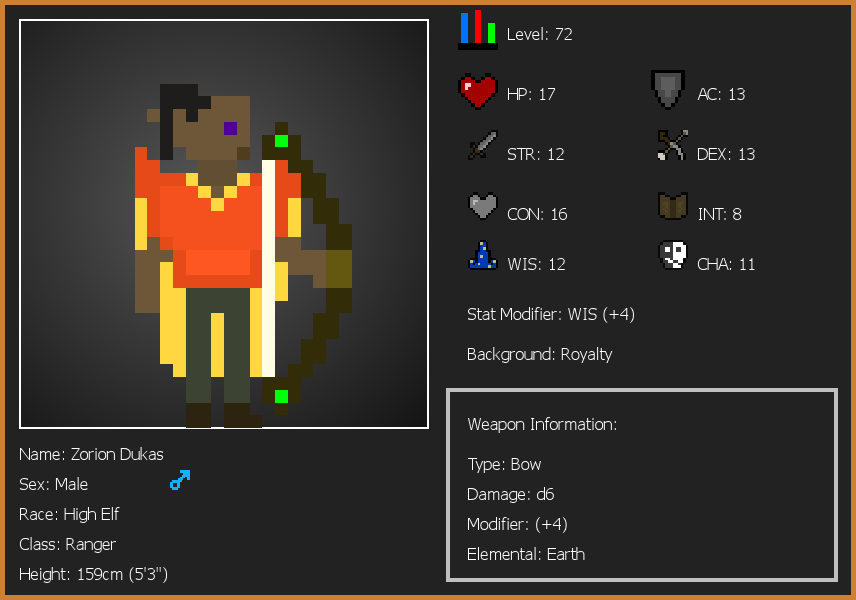 Level: 72
HP: 17
AC: 13
STR: 12
DEX: 13
CON: 16
INT: 8
WIS: 12
CHA: 11
Stat Modifier: WIS (+4)
Background: Royalty
Weapon Information:
Type: Bow
Damage: d6
Modifier: (+4)
Elemental: Earth
Name: Zorion Dukas
Sex: Male
Race: High Elf
Class: Ranger
Height: 159cm (5'3")